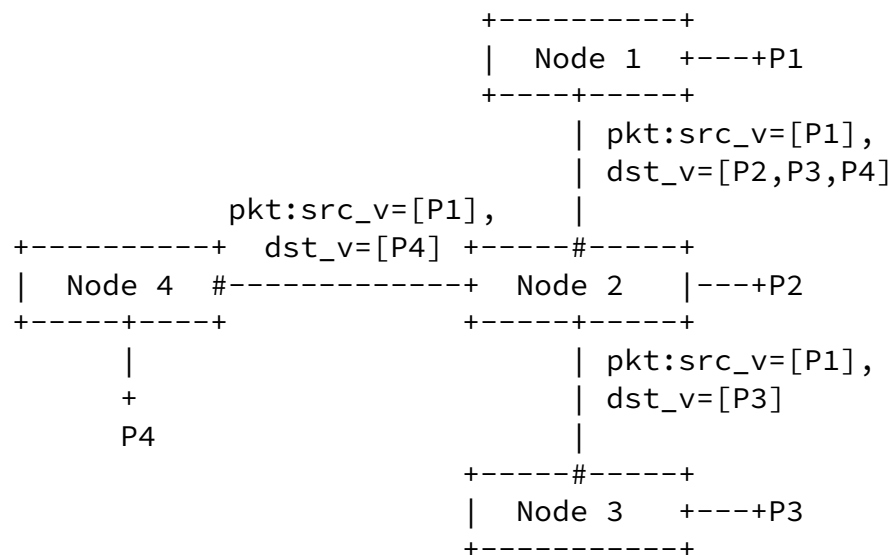 Node 1 P1
pkt:src_v=[P1],
dst_v=[P2,P3,P4]
pkt:src_v=[P1],
dst_v=[P4]
Node 4 Node 2 P2
pkt:src_v=[P1],
dst_v=[P3]
P4
Node 3 P3